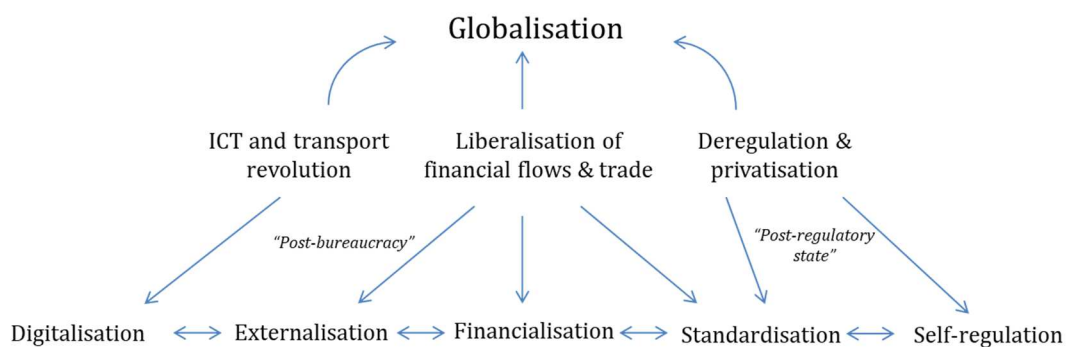 Globalisation
ICT and transport
revolution
Liberalisation of
financial flows & trade
Deregulation &
privatisation
“Post-bureaucracy”
“Post-regulatory
state”
Digitalisation
Externalisation
Financialisation
Standardisation
Self-regulation